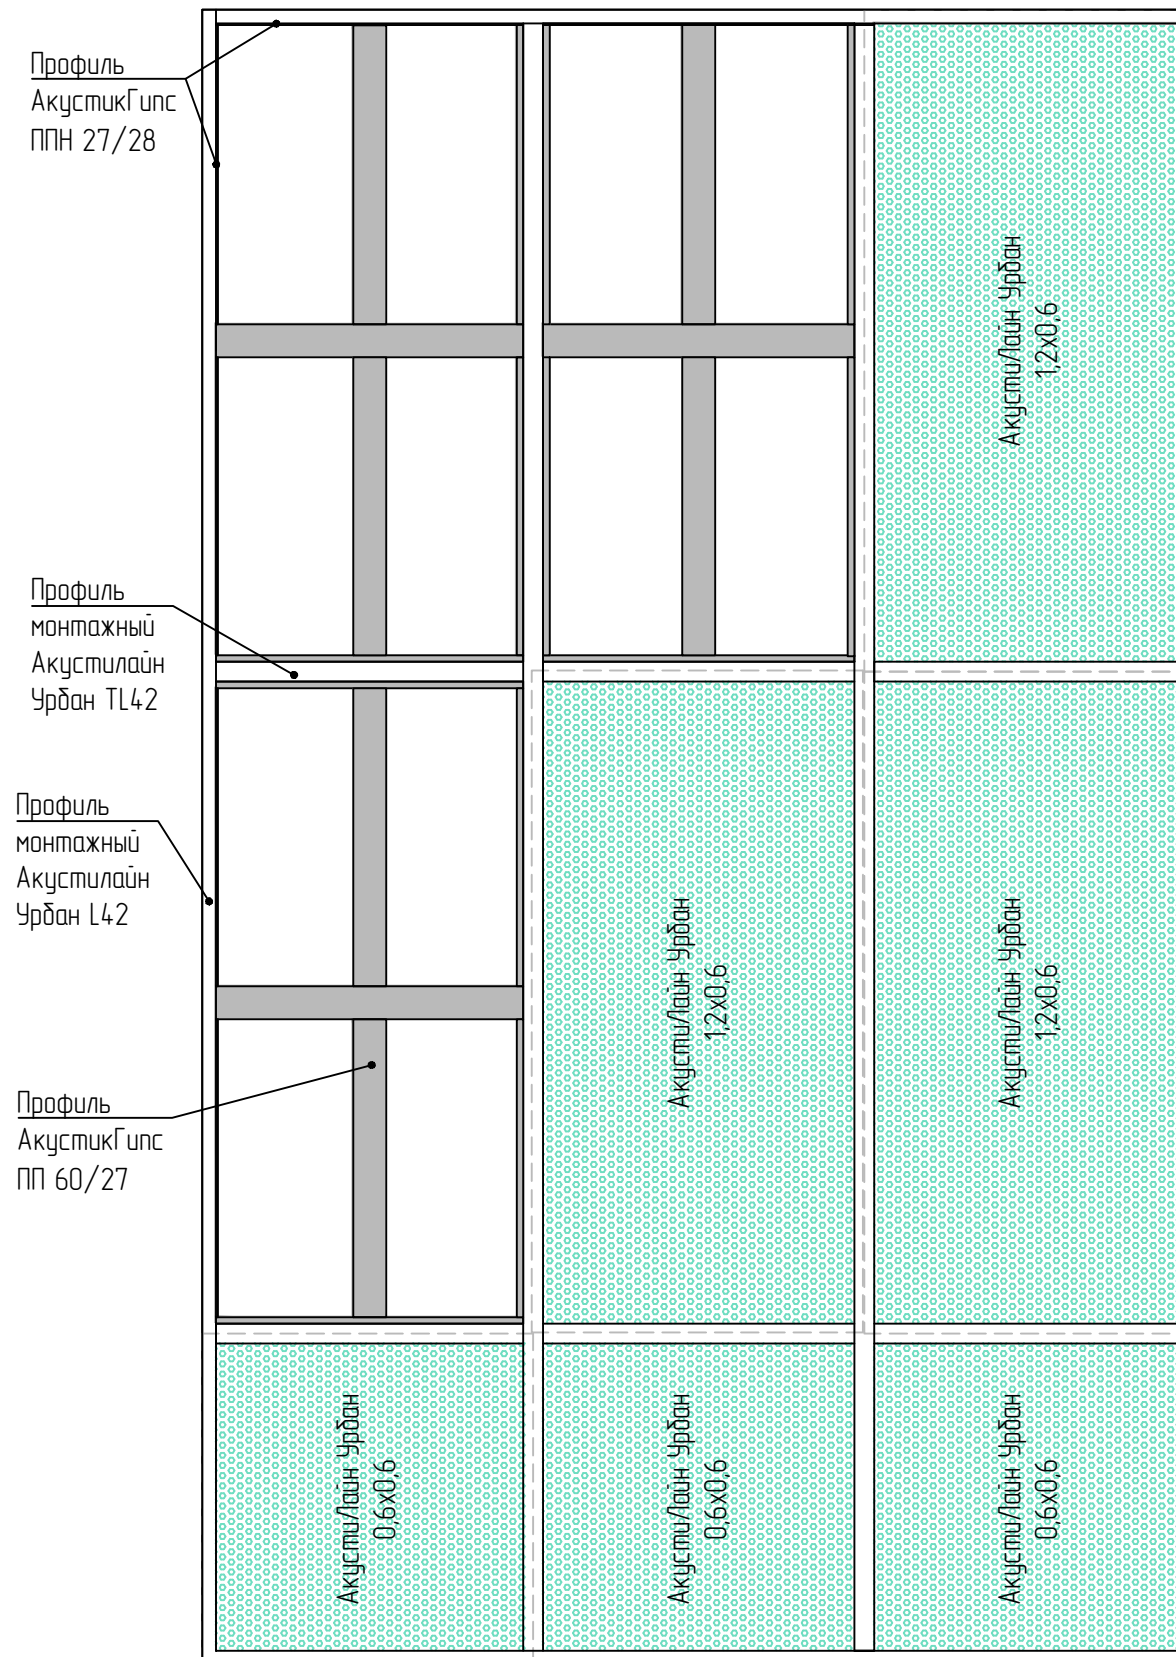 Профиль
АкустикГипс
ППН 27/28
АкустиЛайн Урбан
1,2х0,6
Профиль
монтажный
Акустилайн
Урбан TL42
Профиль
монтажный
Акустилайн
Урбан L42
АкустиЛайн Урбан
1,2х0,6
АкустиЛайн Урбан
1,2х0,6
Профиль
АкустикГипс
ПП 60/27
АкустиЛайн Урбан
0,6х0,6
АкустиЛайн Урбан
0,6х0,6
АкустиЛайн Урбан
0,6х0,6